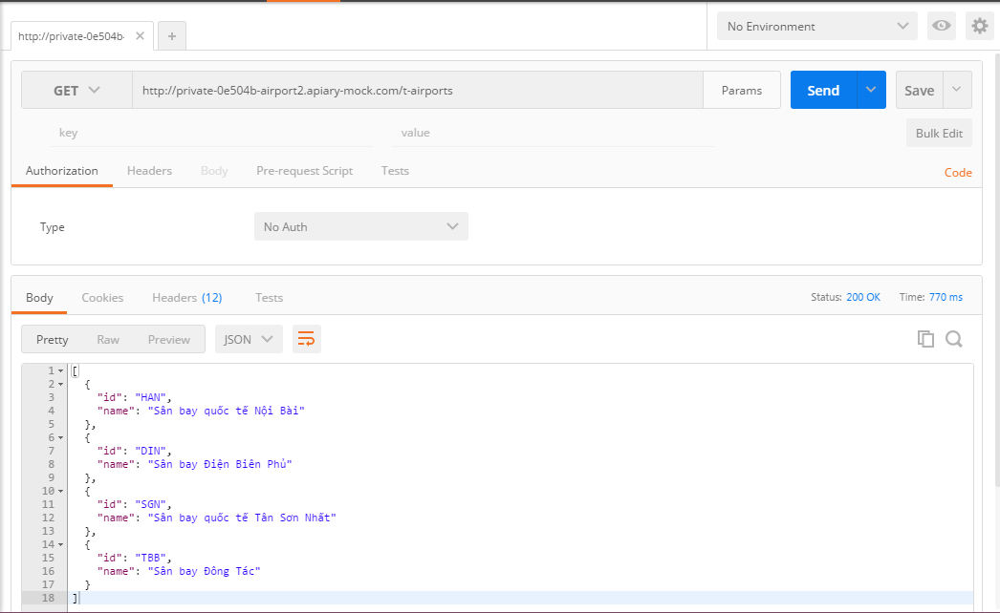 http://private-0e504b-
No Environment
GET http://private-0e504b-airport2.apiary-mock.com/t-airports Params Send Save
key value Bulk Edit
Authorization Headers Body Pre-request Script Tests Code
Type No Auth
Body Cookies Headers (12) Tests Status: 200 OK Time: 770 ms
Pretty Raw Preview JSON
1 [
2 {
3 "id": "HAN",
4 "name": "Sân bay quốc tế Nội Bài"
5 },
6 {
7 "id": "DIN",
8 "name": "Sân bay Điện Biên Phủ"
9 },
10 {
11 "id": "SGN",
12 "name": "Sân bay quốc tế Tân Sơn Nhất"
13 },
14 {
15 "id": "TBB",
16 "name": "Sân bay Đông Tác"
17 }
18 ]